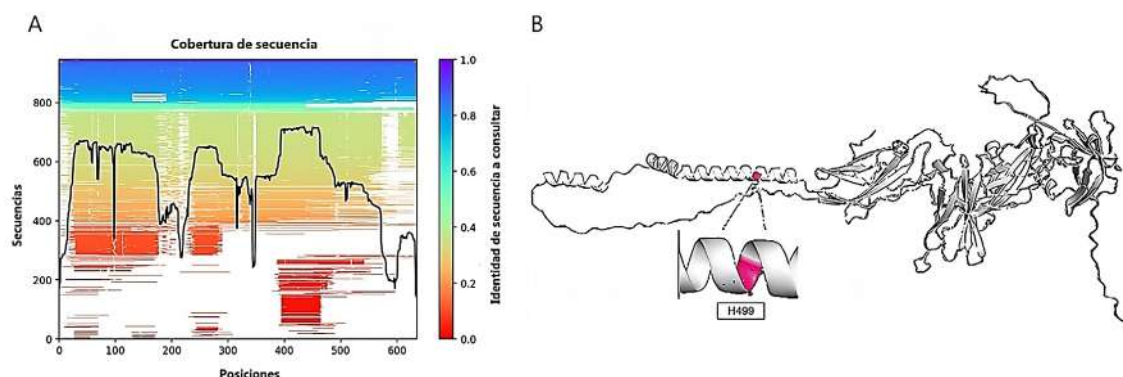 A
B
Cobertura de secuencia
Secuencias
800
600
400
200
0
0
100
200
300
400
500
600
Posiciones
1.0
0.8
0.6
0.4
0.2
0.0
Identidad de secuencia a consultar
H499